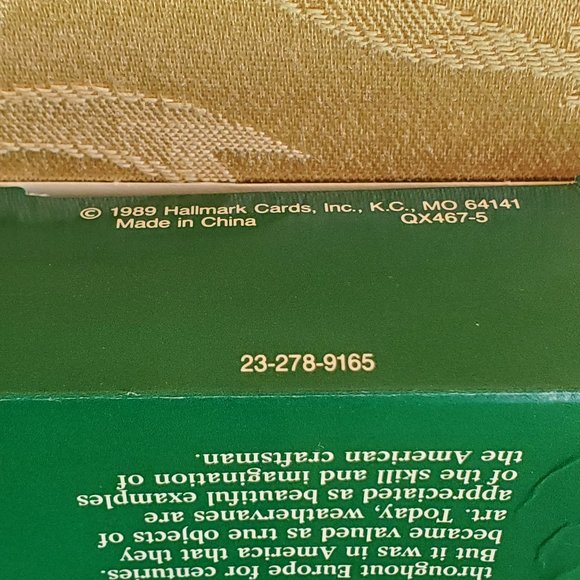 © 1989 Hallmark Cards, Inc., K.C., MO 64141
Made in China QX467-5
23-278-9165
throughout Europe for centuries.
But it was in America that they
became valued as true objects of
art. Today, weathervanes are
appreciated as beautiful examples
of the skill and imagination of
the American craftsman.